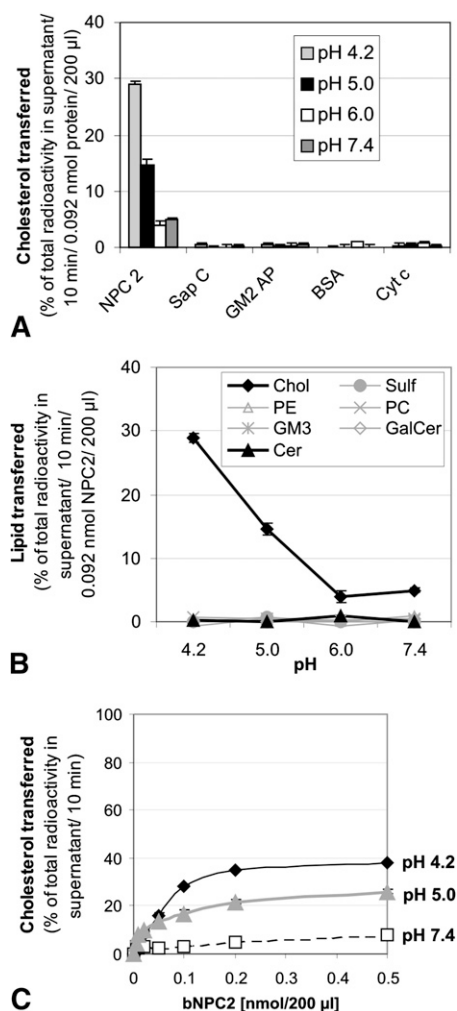 Cholesterol transferred
(% of total radioactivity in supernatant/
10 min/ 0.092 nmol protein/ 200 µl)
40
30
20
10
0
pH 4.2
pH 5.0
pH 6.0
pH 7.4
NPC 2
Sap C
GM2 AP
BSA
Cyt c
A
Lipid transferred
(% of total radioactivity in
supernatant/ 10 min/
0.092 nmol NPC2/ 200 µl)
40
30
20
10
0
Chol
Sulf
PE
PC
GM3
GalCer
Cer
4.2
5.0
6.0
7.4
pH
B
Cholesterol transferred
(% of total radioactivity in
supernatant/ 10 min)
100
80
60
40
20
0
pH 4.2
pH 5.0
pH 7.4
0
0.1
0.2
0.3
0.4
0.5
bNPC2 [nmol/200 µl]
C